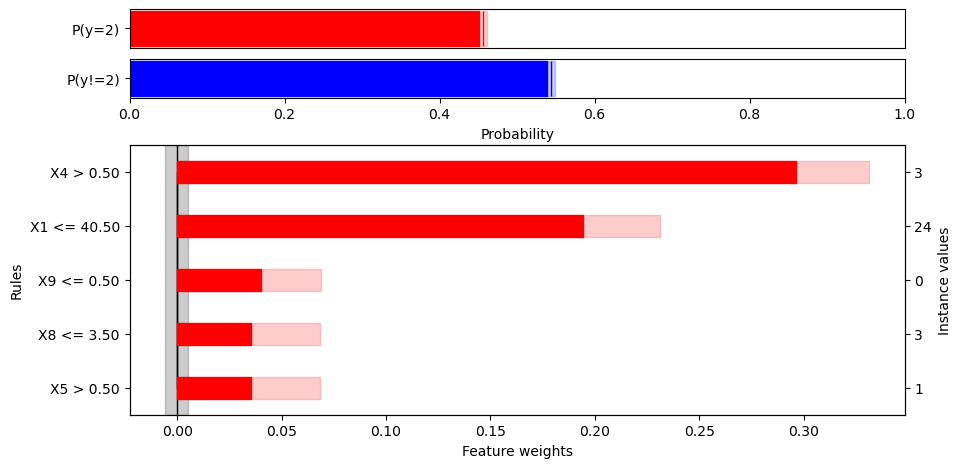 P(y=2)
P(y!=2)
0.0 0.2 0.4 0.6 0.8 1.0
Probability
X4 > 0.50 3
X1 <= 40.50 24
X9 <= 0.50 0
X8 <= 3.50 3
X5 > 0.50 1
Rules
Instance values
0.00 0.05 0.10 0.15 0.20 0.25 0.30
Feature weights